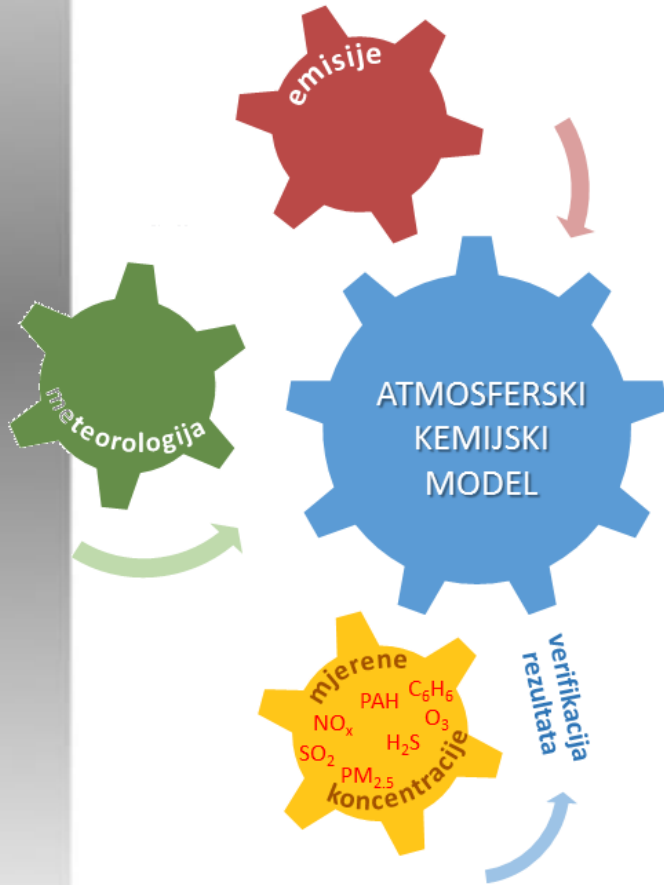 emisije
meteorologija
ATMOSFERSKI
KEMIJSKI
MODEL
verifikacija
rezultata
mjerene
PAH
C₆H₆
NOₓ
O₃
H₂S
SO₂
PM₂.₅
koncentracije